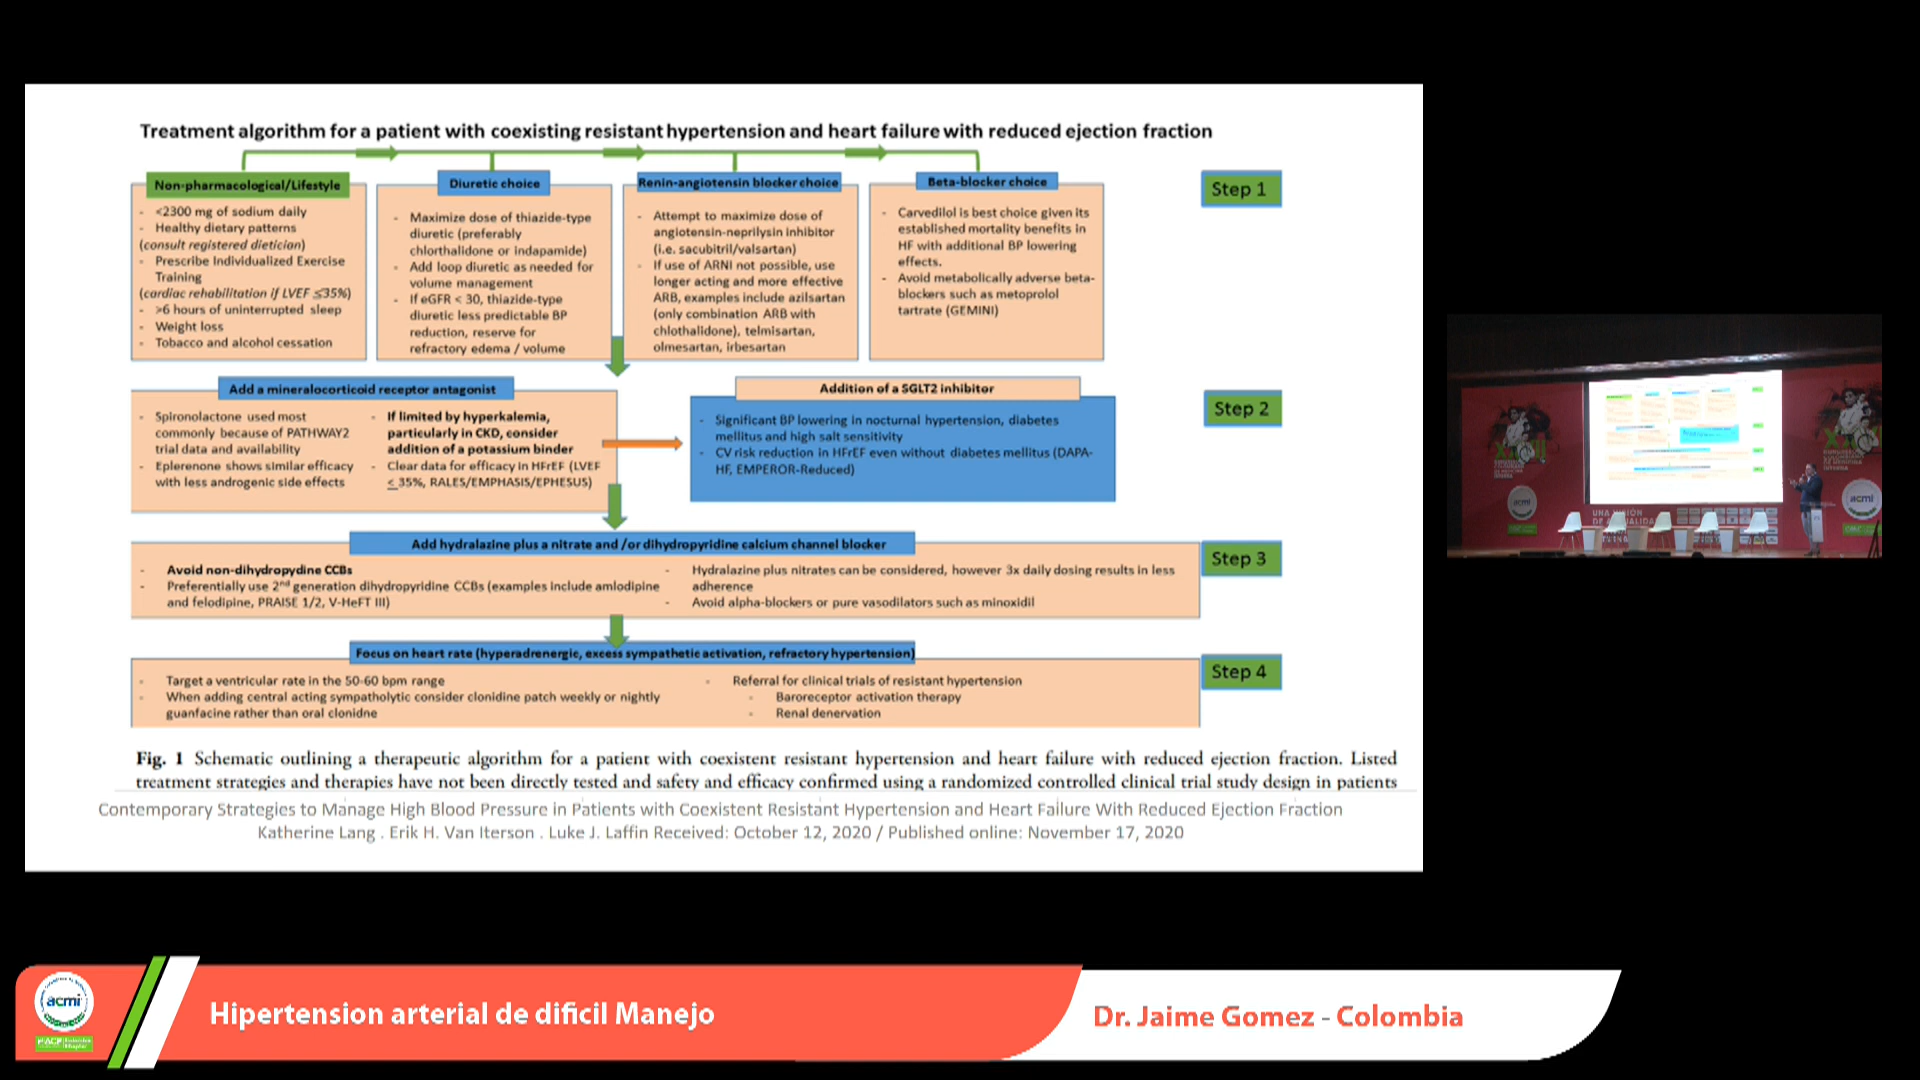 Treatment algorithm for a patient with coexisting resistant hypertension and heart failure with reduced ejection fraction
Non-pharmacological/Lifestyle
- <2300 mg of sodium daily
- Healthy dietary patterns
(consult registered dietician)
- Prescribe Individualized Exercise
Training
(cardiac rehabilitation if LVEF ≤35%)
- >6 hours of uninterrupted sleep
- Weight loss
- Tobacco and alcohol cessation
Diuretic choice
- Maximize dose of thiazide-type
diuretic (preferably
chlorthalidone or indapamide)
- Add loop diuretic as needed for
volume management
- If eGFR < 30, thiazide-type
diuretic less predictable BP
reduction, reserve for
refractory edema / volume
Renin-angiotensin blocker choice
- Attempt to maximize dose of
angiotensin-neprilysin inhibitor
(i.e. sacubitril/valsartan)
- If use of ARNI not possible, use
longer acting and more effective
ARB, examples include azilsartan
(only combination ARB with
chlothalidone), telmisartan,
olmesartan, irbesartan
Beta-blocker choice
- Carvedilol is best choice given its
established mortality benefits in
HF with additional BP lowering
effects.
- Avoid metabolically adverse beta-
blockers such as metoprolol
tartrate (GEMINI)
Step 1
Add a mineralocorticoid receptor antagonist
- Spironolactone used most
commonly because of PATHWAY2
trial data and availability
- Eplerenone shows similar efficacy
with less androgenic side effects
- If limited by hyperkalemia,
particularly in CKD, consider
addition of a potassium binder
- Clear data for efficacy in HFrEF (LVEF
≤35%, RALES/EMPHASIS/EPHESUS)
Addition of a SGLT2 inhibitor
- Significant BP lowering in nocturnal hypertension, diabetes
mellitus and high salt sensitivity
- CV risk reduction in HFrEF even without diabetes mellitus (DAPA-
HF, EMPEROR-Reduced)
Step 2
Add hydralazine plus a nitrate and /or dihydropyridine calcium channel blocker
- Avoid non-dihydropydine CCBs
- Preferentially use 2nd generation dihydropyridine CCBs (examples include amlodipine
and felodipine, PRAISE 1/2, V-HeFT III)
- Hydralazine plus nitrates can be considered, however 3x daily dosing results in less
adherence
- Avoid alpha-blockers or pure vasodilators such as minoxidil
Step 3
Focus on heart rate (hyperadrenergic, excess sympathetic activation, refractory hypertension)
- Target a ventricular rate in the 50-60 bpm range
- When adding central acting sympatholytic consider clonidine patch weekly or nightly
guanfacine rather than oral clonidne
- Referral for clinical trials of resistant hypertension
- Baroreceptor activation therapy
- Renal denervation
Step 4
Fig. 1 Schematic outlining a therapeutic algorithm for a patient with coexistent resistant hypertension and heart failure with reduced ejection fraction. Listed
treatment strategies and therapies have not been directly tested and safety and efficacy confirmed using a randomized controlled clinical trial study design in patients
Contemporary Strategies to Manage High Blood Pressure in Patients with Coexistent Resistant Hypertension and Heart Failure With Reduced Ejection Fraction
Katherine Lang . Erik H. Van Iterson . Luke J. Laffin Received: October 12, 2020 / Published online: November 17, 2020
acmi
UNA VISIÓN
DE
acmi
Hipertension arterial de dificil Manejo
Dr. Jaime Gomez - Colombia